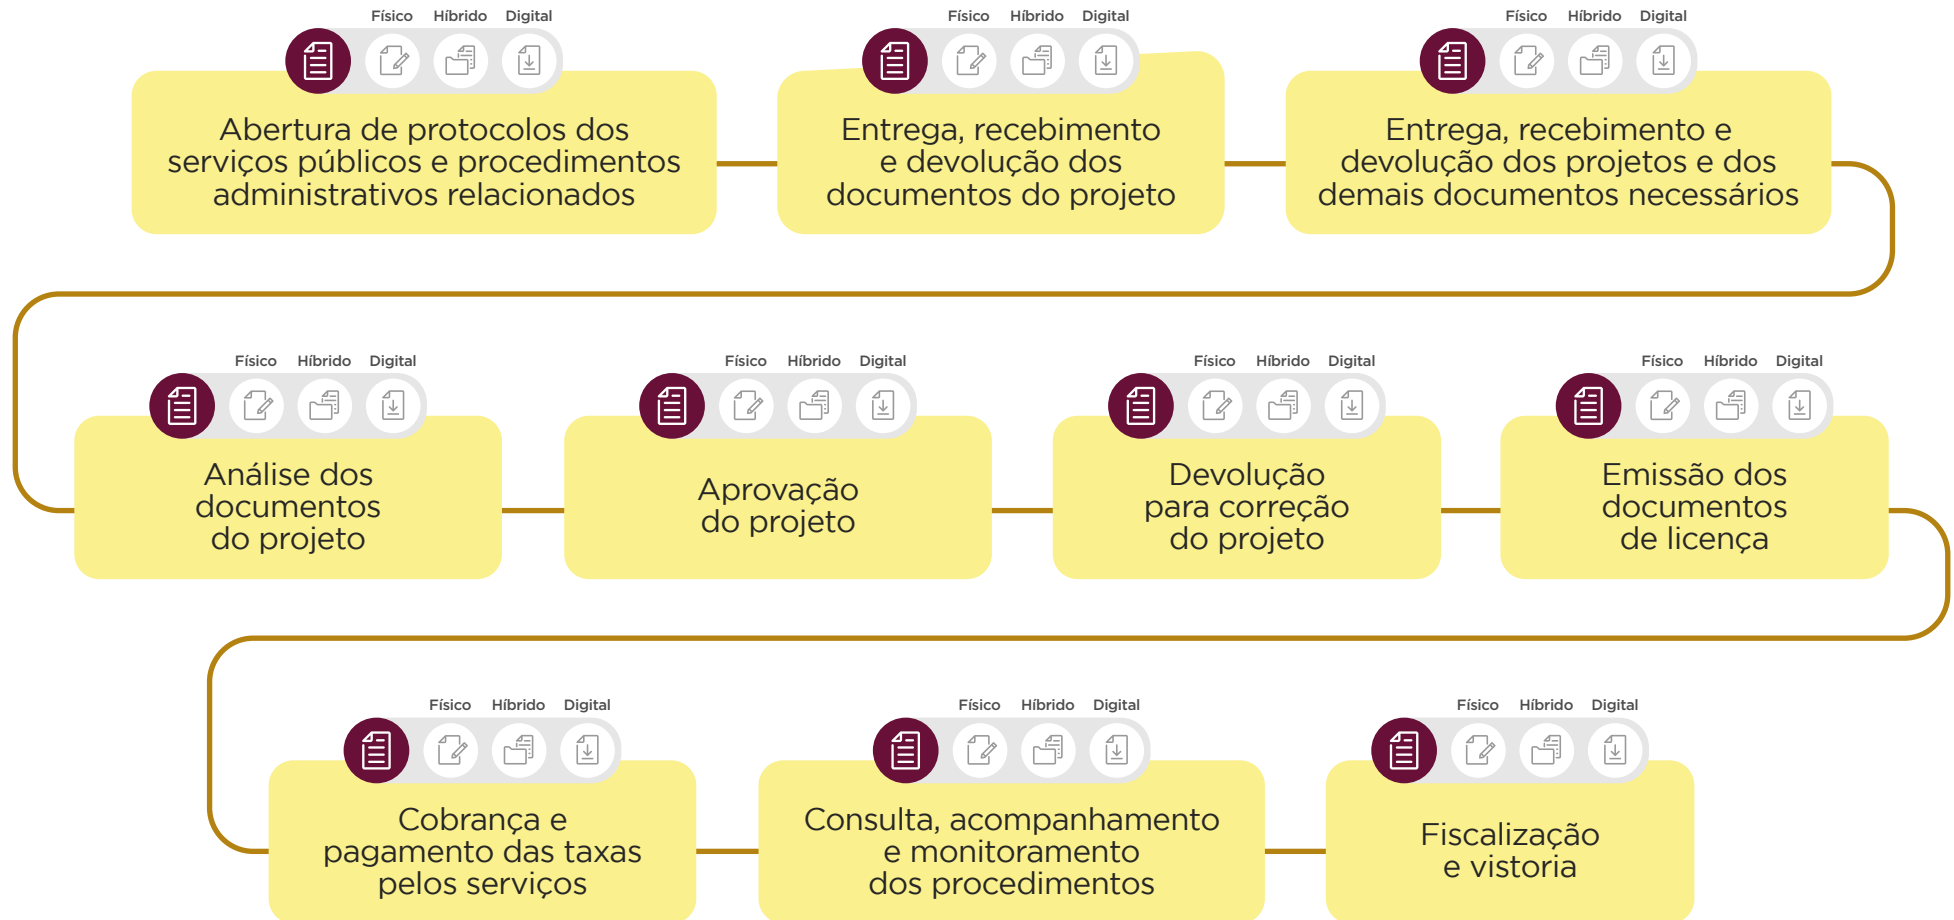 Físico Híbrido Digital
Abertura de protocolos dos
serviços públicos e procedimentos
administrativos relacionados
Físico Híbrido Digital
Entrega, recebimento
e devolução dos
documentos do projeto
Físico Híbrido Digital
Entrega, recebimento e
devolução dos projetos e dos
demais documentos necessários
Físico Híbrido Digital
Análise dos
documentos
do projeto
Físico Híbrido Digital
Aprovação
do projeto
Físico Híbrido Digital
Devolução
para correção
do projeto
Físico Híbrido Digital
Emissão dos
documentos
de licença
Físico Híbrido Digital
Cobrança e
pagamento das taxas
pelos serviços
Físico Híbrido Digital
Consulta, acompanhamento
e monitoramento
dos procedimentos
Físico Híbrido Digital
Fiscalização
e vistoria